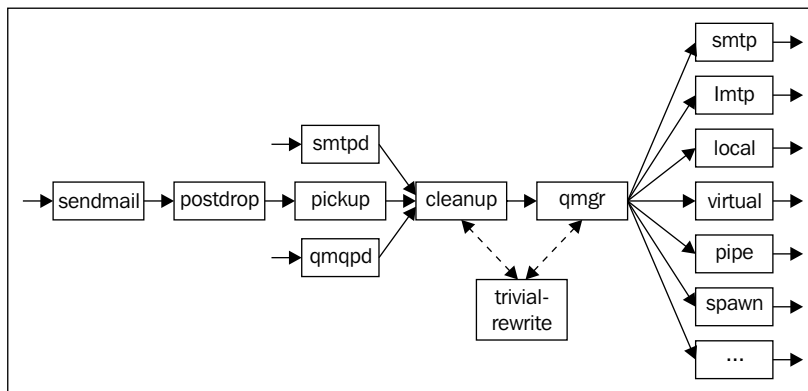 smtp
lmtp
smtpd
local
sendmail
postdrop
pickup
cleanup
qmgr
virtual
qmqpd
pipe
trivial-
rewrite
spawn
...